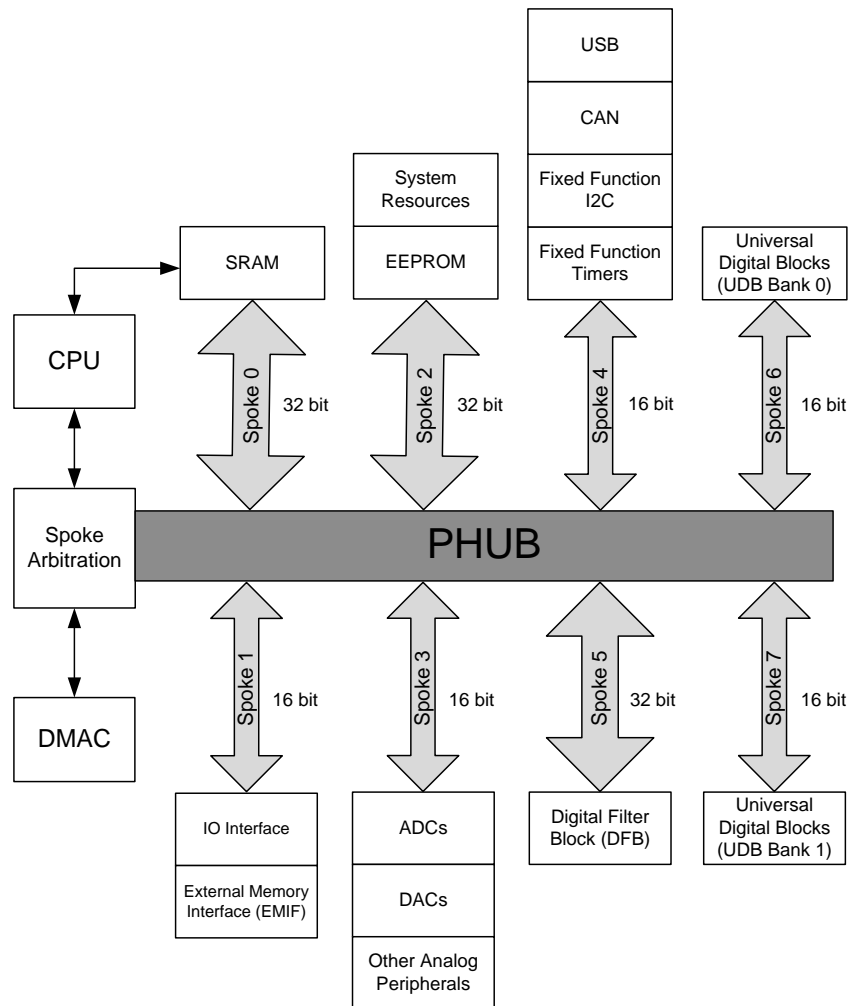 USB
CAN
System
Resources
Fixed Function
I2C
SRAM
EEPROM
Fixed Function
Timers
Universal
Digital Blocks
(UDB Bank 0)
CPU
Spoke 0
32 bit
Spoke 2
32 bit
Spoke 4
16 bit
Spoke 6
16 bit
Spoke
Arbitration
PHUB
Spoke 1
16 bit
Spoke 3
16 bit
Spoke 5
32 bit
Spoke 7
16 bit
DMAC
IO Interface
External Memory
Interface (EMIF)
ADCs
DACs
Other Analog
Peripherals
Digital Filter
Block (DFB)
Universal
Digital Blocks
(UDB Bank 1)